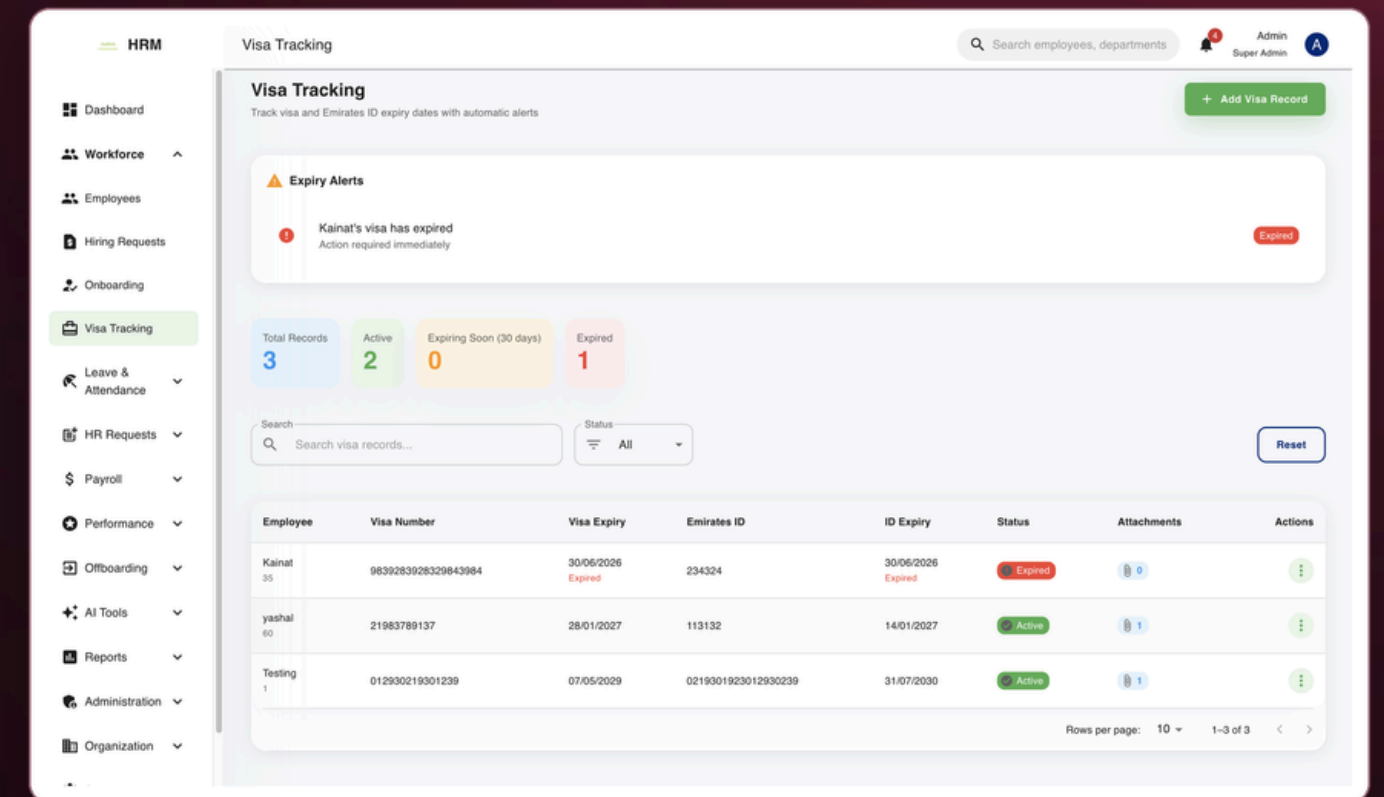 HRM
Visa Tracking
Search employees, departments
4
Admin
Super Admin
A
Dashboard
Workforce
Employees
Hiring Requests
Onboarding
Visa Tracking
Leave &
Attendance
HR Requests
Payroll
Performance
Offboarding
AI Tools
Reports
Administration
Organization
Visa Tracking
Track visa and Emirates ID expiry dates with automatic alerts
+ Add Visa Record
Expiry Alerts
Kainat's visa has expired
Action required immediately
Expired
Total Records
3
Active
2
Expiring Soon (30 days)
0
Expired
1
Search
Search visa records...
Status
All
Reset
Employee Visa Number Visa Expiry Emirates ID ID Expiry Status Attachments Actions
Kainat 9839283928329843984 30/06/2026 234324 30/06/2026 Expired 0
35 Expired Expired
yashal 21983789137 28/01/2027 113132 14/01/2027 Active 1
60
Testing 012930219301239 07/05/2029 0219301923012930239 31/07/2030 Active 1
1
Rows per page: 10 1–3 of 3